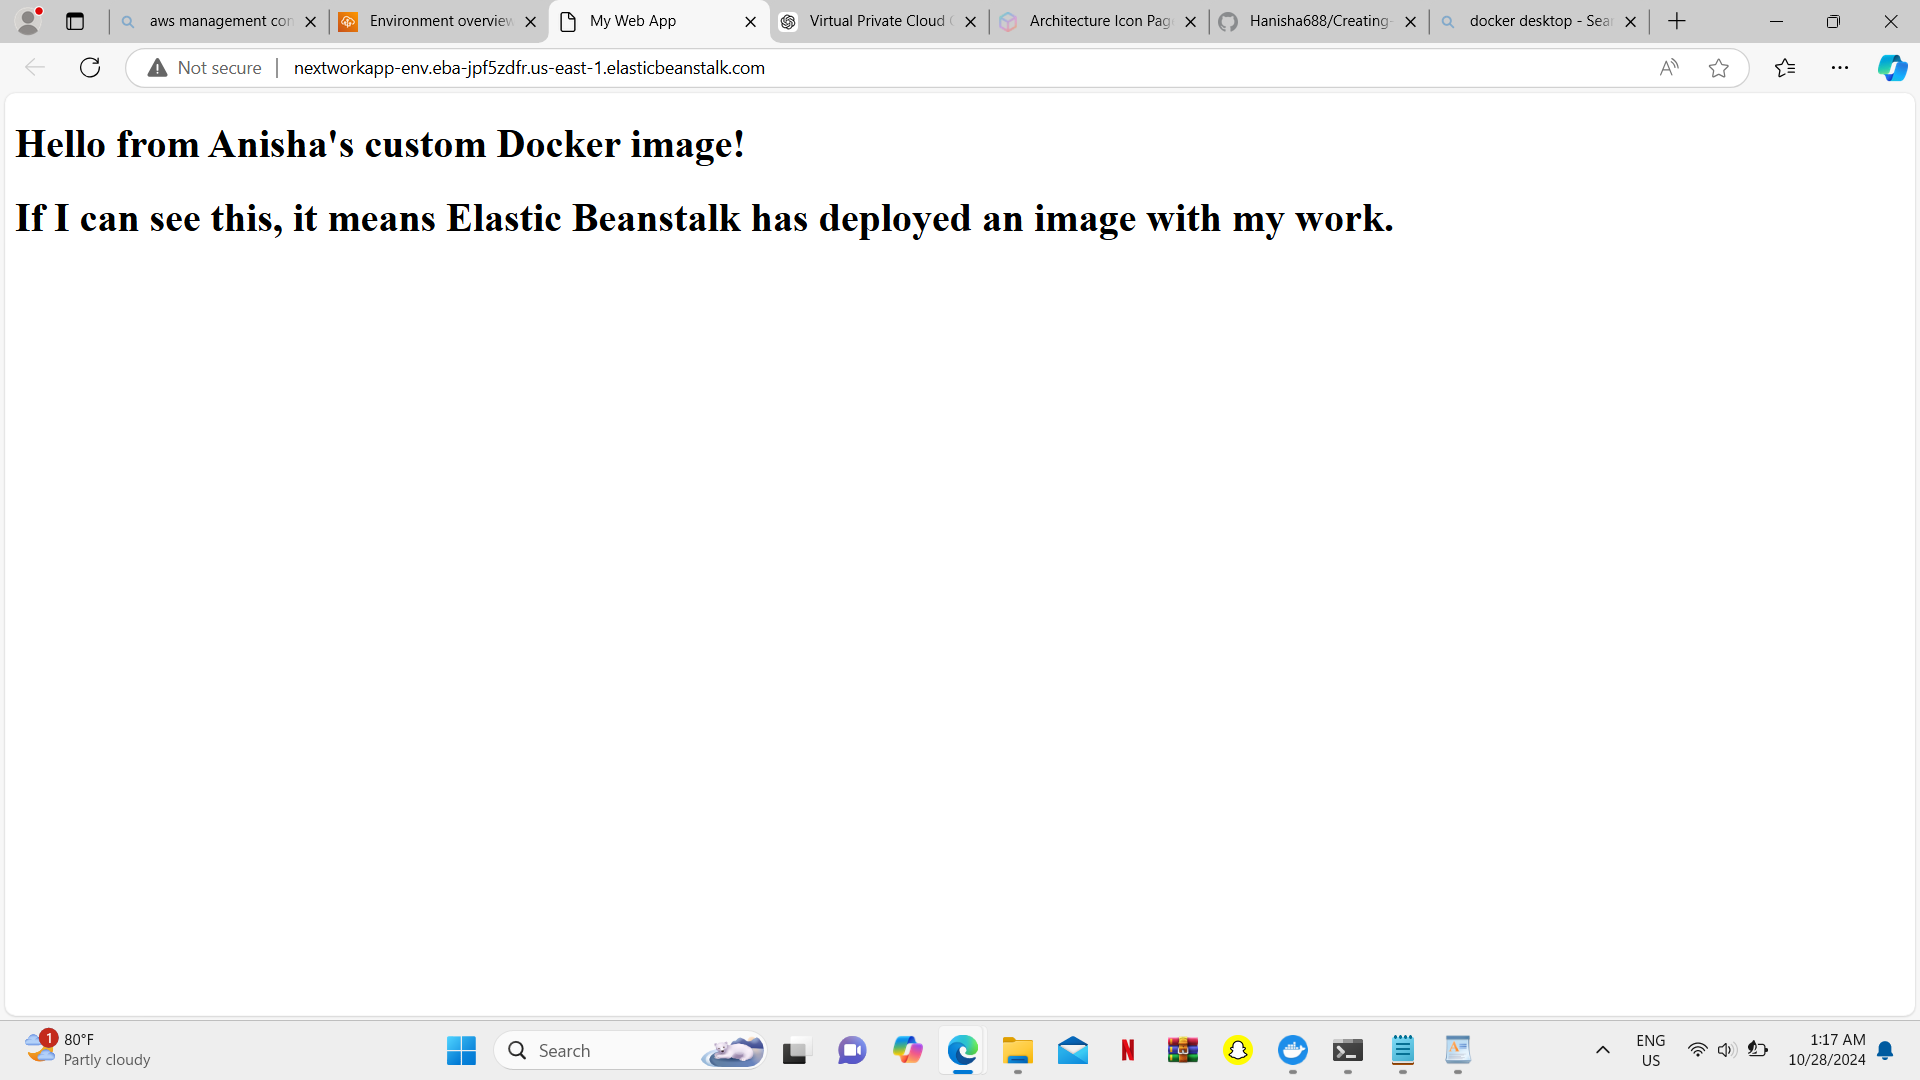 aws management con
Environment overview
My Web App
Virtual Private Cloud C
Architecture Icon Pag
Hanisha688/Creating-
docker desktop - Sear
Not secure
nextworkapp-env.eba-jpf5zdfr.us-east-1.elasticbeanstalk.com
Hello from Anisha's custom Docker image!
If I can see this, it means Elastic Beanstalk has deployed an image with my work.
1
80°F
Partly cloudy
Search
N
ENG
US
1:17 AM
10/28/2024